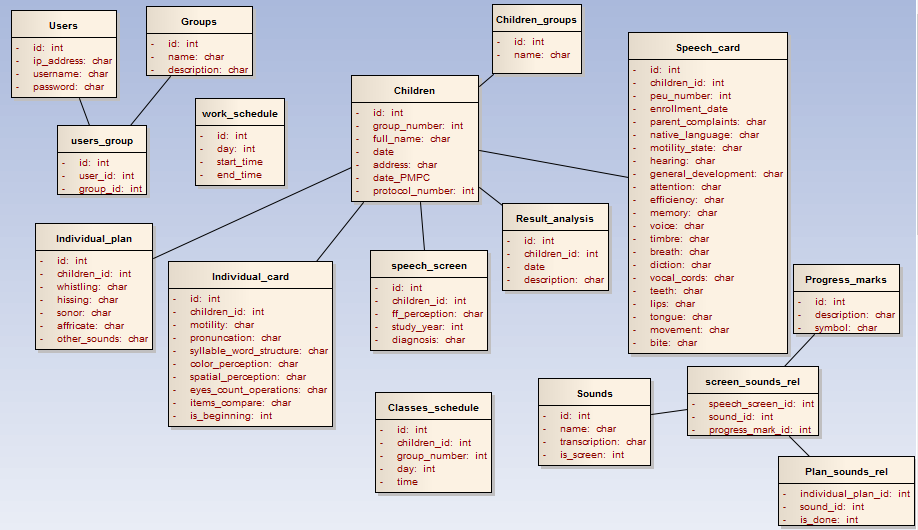 Users
- id: int
- ip_address: char
- username: char
- password: char
Groups
- id: int
- name: char
- description: char
Children_groups
- id: int
- name: char
Speech_card
- id: int
- children_id: int
- peu_number: int
- enrollment_date
- parent_complaints: char
- native_language: char
- motility_state: char
- hearing: char
- general_development: char
- attention: char
- efficiency: char
- memory: char
- voice: char
- timbre: char
- breath: char
- diction: char
- vocal_cords: char
- teeth: char
- lips: char
- tongue: char
- movement: char
- bite: char
Children
- id: int
- group_number: int
- full_name: char
- date
- address: char
- date_PMPC
- protocol_number: int
work_schedule
- id: int
- day: int
- start_time
- end_time
users_group
- id: int
- user_id: int
- group_id: int
Result_analysis
- id: int
- children_id: int
- date
- description: char
Individual_plan
- id: int
- children_id: int
- whistling: char
- hissing: char
- sonor: char
- affricate: char
- other_sounds: char
Individual_card
- id: int
- children_id: int
- motility: char
- pronuncation: char
- syllable_word_structure: char
- color_perception: char
- spatial_perception: char
- eyes_count_operations: char
- items_compare: char
- is_beginning: int
speech_screen
- id: int
- children_id: int
- ff_perception: char
- study_year: int
- diagnosis: char
Progress_marks
- id: int
- description: char
- symbol: char
screen_sounds_rel
- speech_screen_id: int
- sound_id: int
- progress_mark_id: int
Sounds
- id: int
- name: char
- transcription: char
- is_screen: int
Classes_schedule
- id: int
- children_id: int
- group_number: int
- day: int
- time
Plan_sounds_rel
- individual_plan_id: int
- sound_id: int
- is_done: int